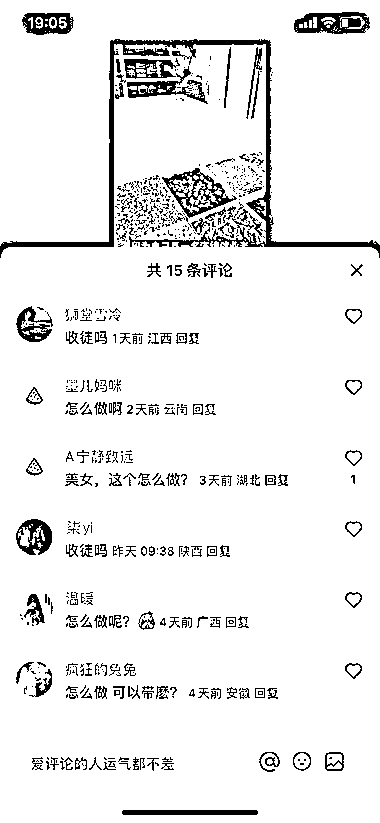 19:05
共 15 条评论
狮堂雪冷
收徒吗 1天前 江西 回复
墨儿妈咪
怎么做啊 2天前 云南 回复
A宁静致远
美女，这个怎么做？ 3天前 湖北 回复
1
柒yi
收徒吗 昨天 09:38 陕西 回复
温暖
怎么做呢？ 4天前 广西 回复
疯狂的兔兔
怎么做 可以带麽？ 4天前 安徽 回复
爱评论的人运气都不差